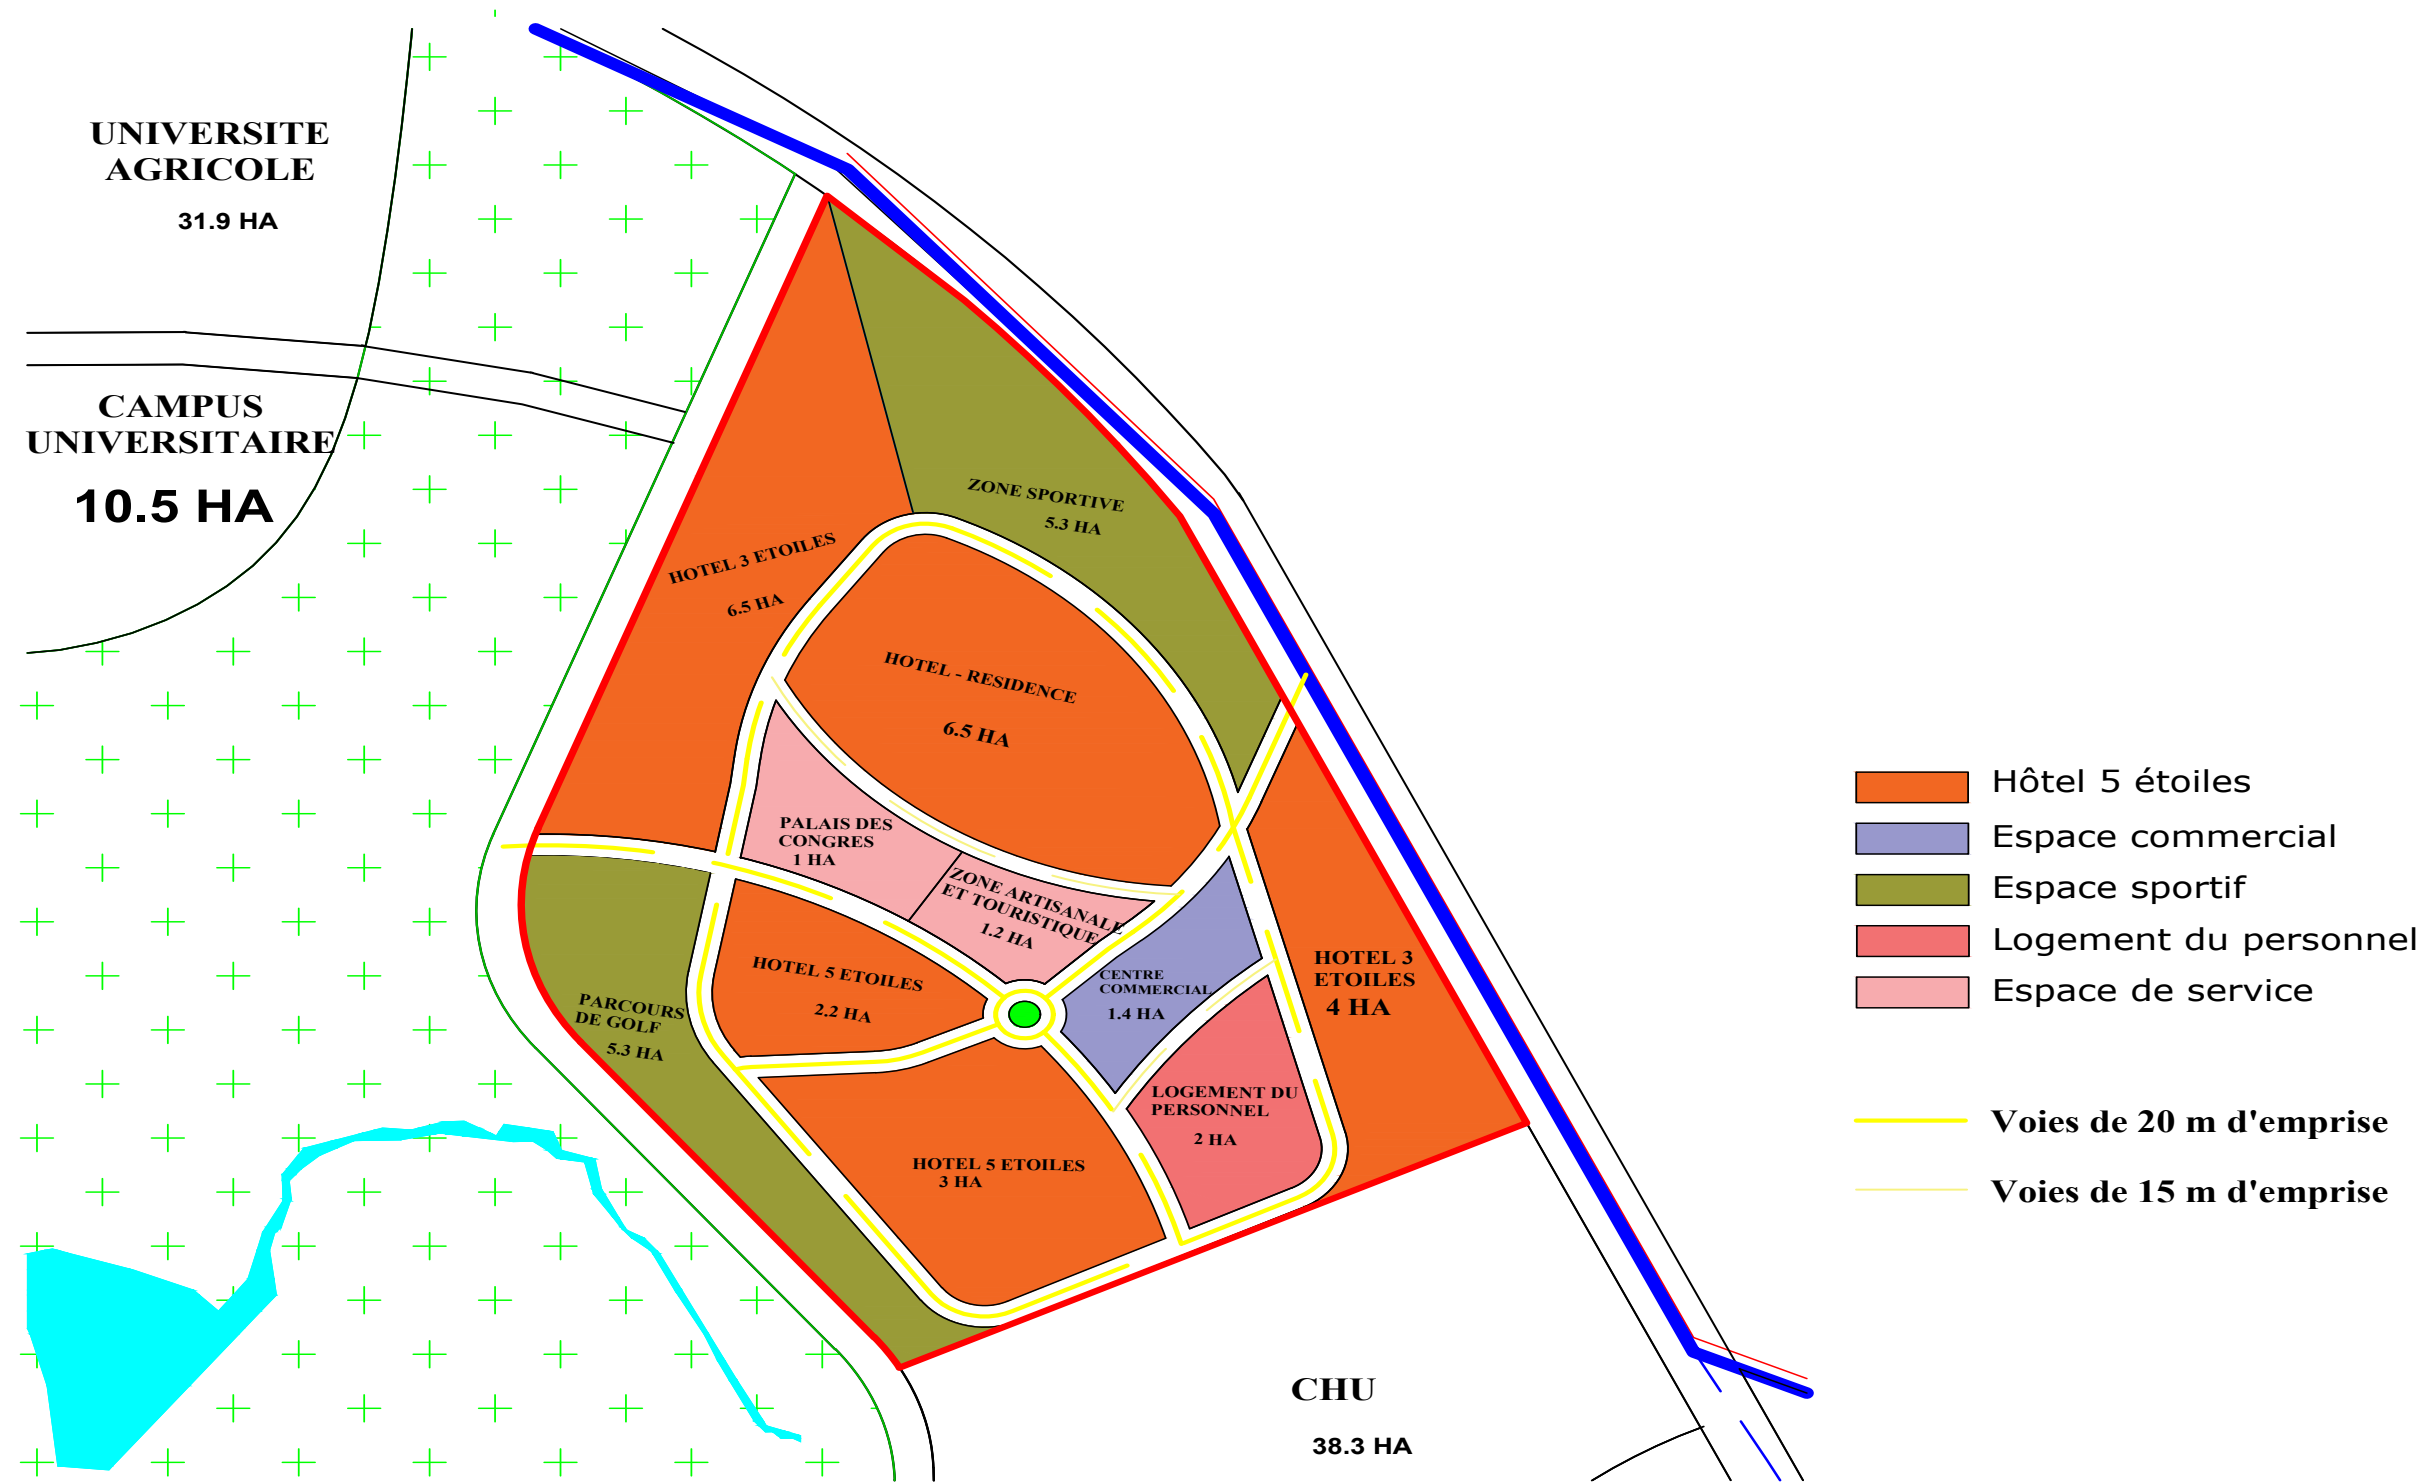 UNIVERSITE
AGRICOLE
31.9 HA
CAMPUS
UNIVERSITAIRE
10.5 HA
ZONE SPORTIVE
5.3 HA
HOTEL 3 ETOILES
6.5 HA
HOTEL - RESIDENCE
6.5 HA
PALAIS DES
CONGRES
1 HA
ZONE ARTISANALE
ET TOURISTIQUE
1.2 HA
HOTEL 5 ETOILES
2.2 HA
CENTRE
COMMERCIAL
1.4 HA
HOTEL 3
ETOILES
4 HA
PARCOURS
DE GOLF
5.3 HA
LOGEMENT DU
PERSONNEL
2 HA
HOTEL 5 ETOILES
3 HA
CHU
38.3 HA
Hôtel 5 étoiles
Espace commercial
Espace sportif
Logement du personnel
Espace de service
Voies de 20 m d'emprise
Voies de 15 m d'emprise